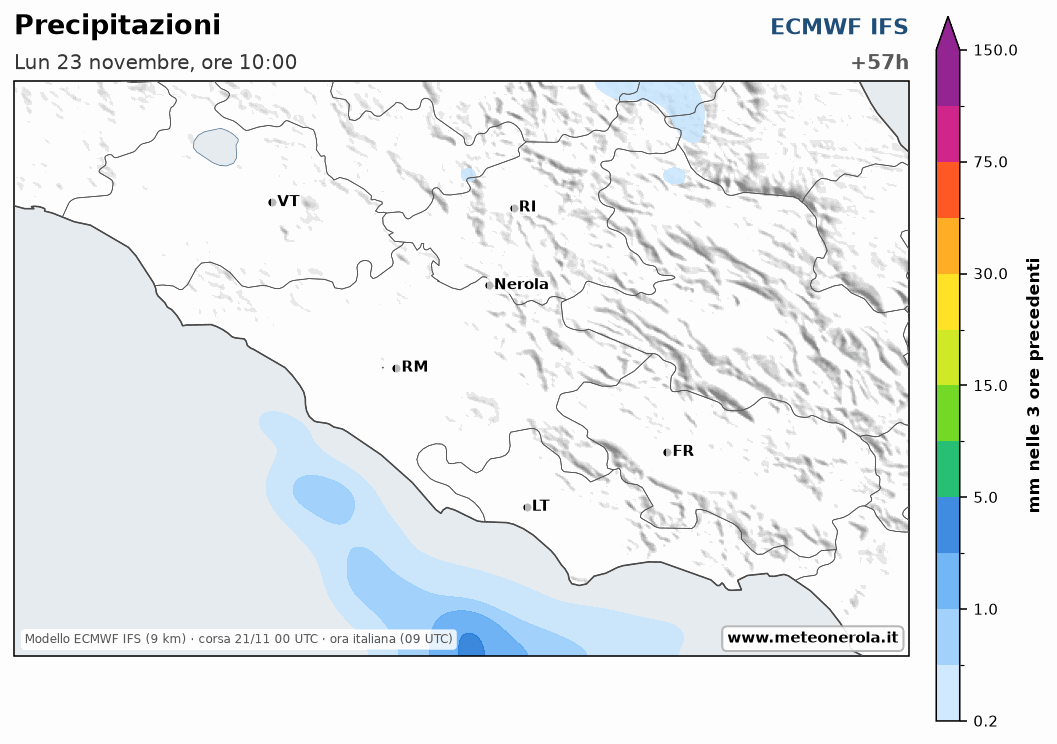 Precipitazioni
ECMWF IFS
Lun 23 novembre, ore 10:00
+57h
150.0
75.0
30.0
15.0
5.0
1.0
0.2
mm nelle 3 ore precedenti
VT
RI
Nerola
RM
FR
LT
Modello ECMWF IFS (9 km) · corsa 21/11 00 UTC · ora italiana (09 UTC)
www.meteonerola.it